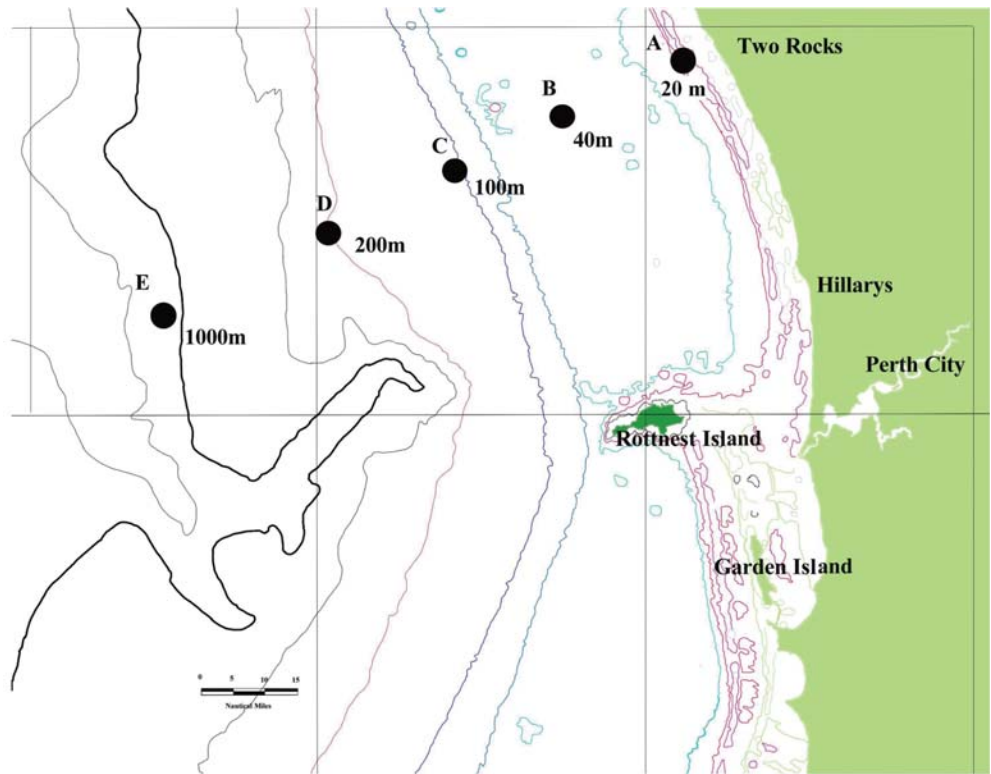 A
Two Rocks
20 m
B
40m
C
100m
D
200m
E
1000m
Hillarys
Perth City
Rottnest Island
Garden Island
0 5 10 15
Nautical Miles